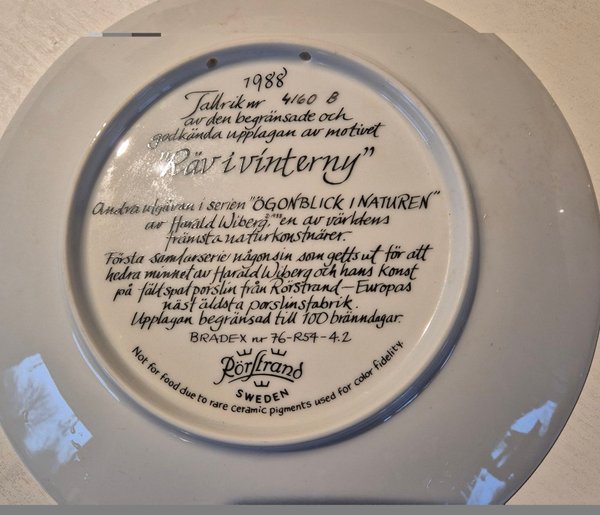 1988
Tallrik nr 4160 B
av den begränsade och
godkända upplagan av motivet
"Räv i vinterny"
Andra utgåvan i serien "ÖGONBLICK I NATUREN"
av Harald Wiberg, en av världens
främsta naturkonstnärer.
Första samlarserie någonsin som getts ut för att
hedra minnet av Harald Wiberg och hans konst
på fältspatporslin från Rörstrand – Europas
näst äldsta porslinsfabrik.
Upplagan begränsad till 100 bränndagar.
BRADEX nr 76-R54-4.2
Rörstrand
SWEDEN
Not for food due to rare ceramic pigments used for color fidelity.